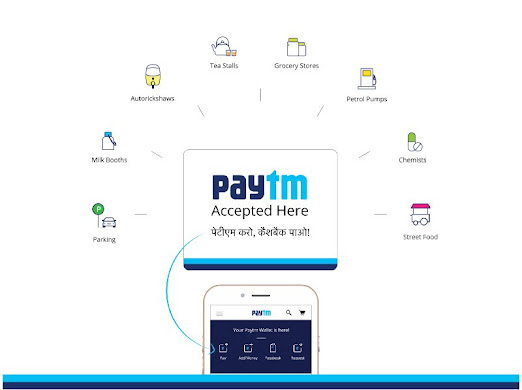 Tea Stalls
Grocery Stores
Autorickshaws
Petrol Pumps
Milk Booths
Chemists
P
Parking
Street Food
paytm
Accepted Here
पेटीएम करो, कैशबैक पाओ!
paytm
Your Paytm Wallet is here!
Pay
Add Money
Passbook
Request